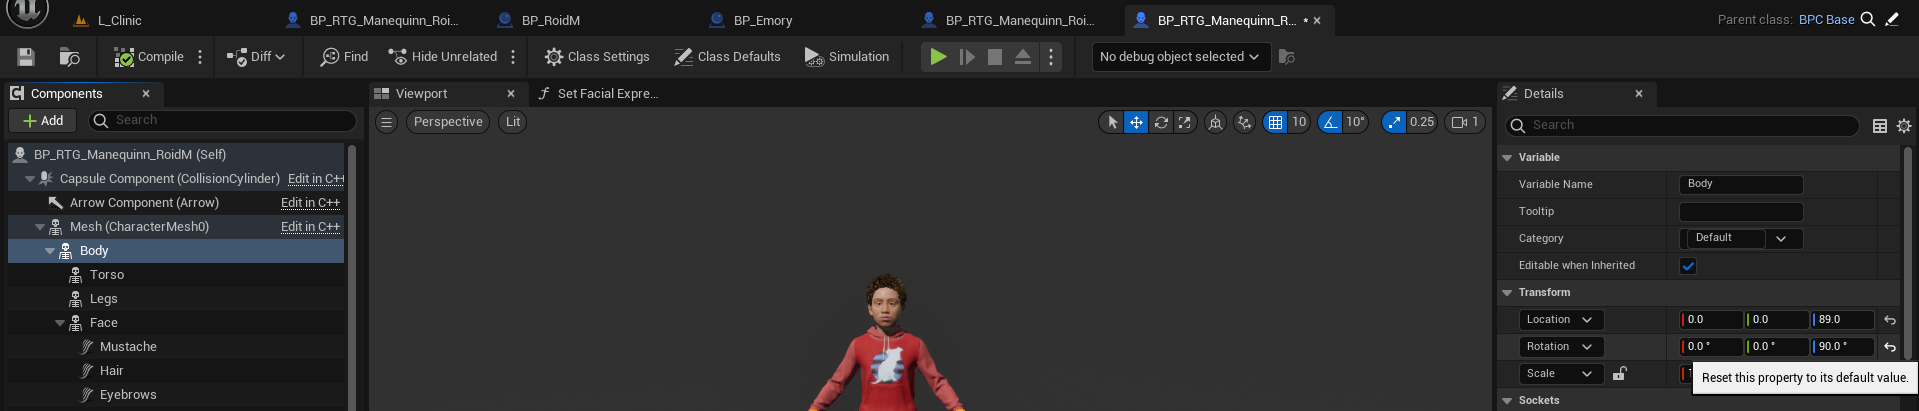 L_Clinic
BP_RTG_Manequinn_Roi...
BP_RoidM
BP_Emory
BP_RTG_Manequinn_Roi...
BP_RTG_Manequinn_R...
Parent class: BPC Base
Compile
Diff
Find
Hide Unrelated
Class Settings
Class Defaults
Simulation
No debug object selected
Components
Viewport
Set Facial Expre...
Details
Add
Search
Perspective
Lit
10
10°
0.25
1
Search
BP_RTG_Manequinn_RoidM (Self)
Capsule Component (CollisionCylinder) Edit in C++
Arrow Component (Arrow) Edit in C++
Mesh (CharacterMesh0) Edit in C++
Body
Torso
Legs
Face
Mustache
Hair
Eyebrows
Variable
Variable Name Body
Tooltip
Category Default
Editable when Inherited
Transform
Location 0.0 0.0 89.0
Rotation 0.0 ° 0.0 ° 90.0 °
Scale
Reset this property to its default value.
Sockets